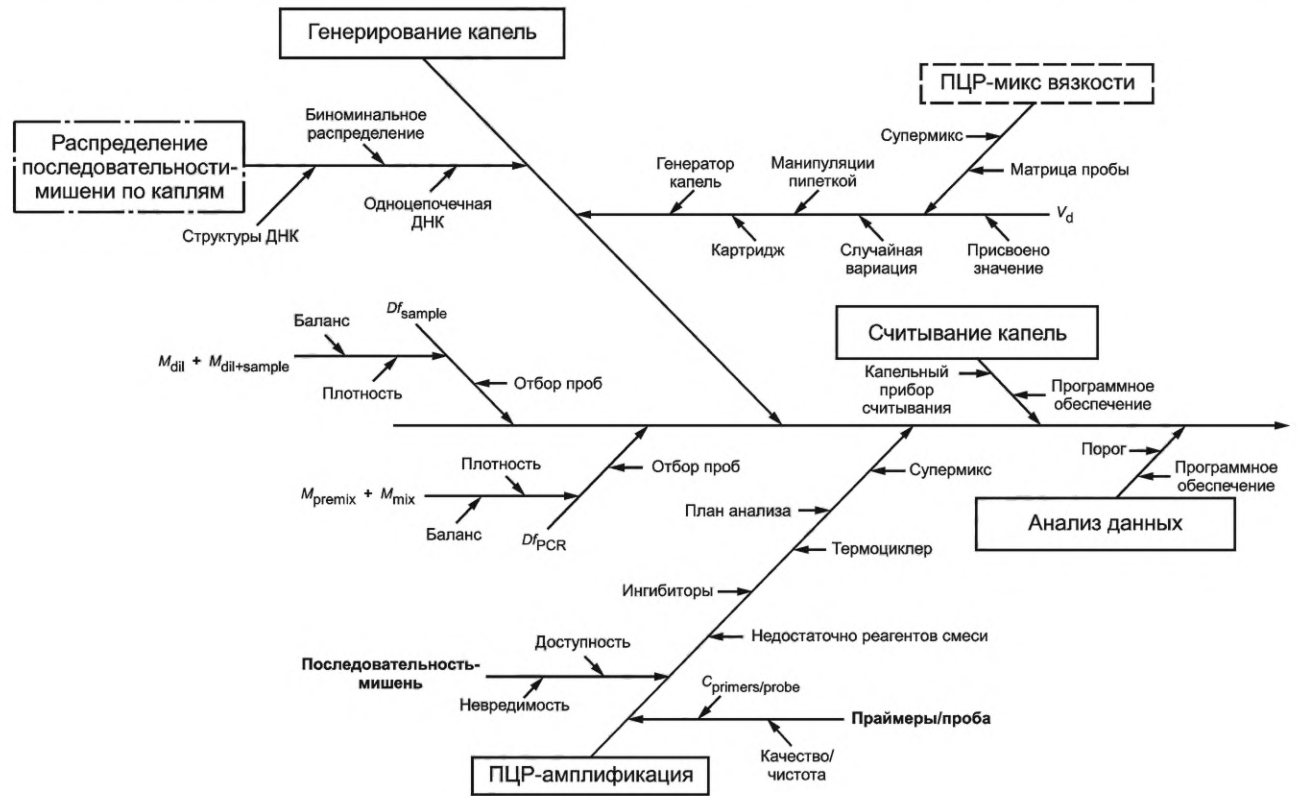 Генерирование капель
ПЦР-микс вязкости
Биноминальное
распределение
Распределение
последовательности-
мишени по каплям
Супермикс
Генератор
капель
Манипуляции
пипеткой
Матрица пробы
Одноцепочечная
ДНК
Структуры ДНК
V_d
Картридж
Случайная
вариация
Присвоено
значение
Df_sample
Баланс
M_dil + M_dil+sample
Плотность
Отбор проб
Считывание капель
Капельный
прибор
считывания
Программное
обеспечение
Плотность
Отбор проб
M_premix + M_mix
Баланс
Df_PCR
Супермикс
План анализа
Термоциклер
Порог
Программное
обеспечение
Анализ данных
Ингибиторы
Недостаточно реагентов смеси
Доступность
Последовательность-
мишень
Невредимость
C_primers/probe
Праймеры/проба
Качество/
чистота
ПЦР-амплификация